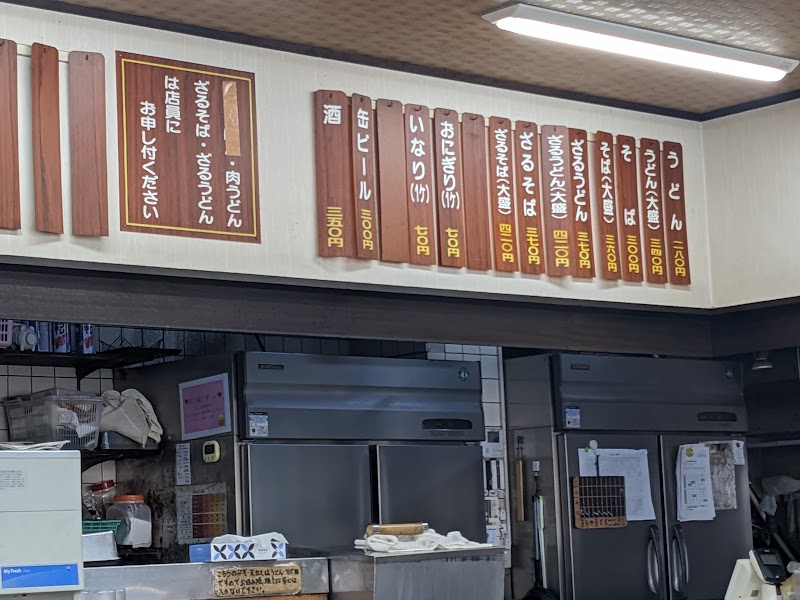 うどん 二八〇円
うどん(大盛) 三四〇円
そば 三〇〇円
そば(大盛) 三六〇円
ざるうどん 三七〇円
ざるうどん(大盛) 四二〇円
ざるそば 三七〇円
ざるそば(大盛) 四二〇円
おにぎり(1ケ) 七〇円
いなり(1ケ) 七〇円
缶ビール 三〇〇円
酒 三五〇円
・肉うどん
ざるそば・ざるうどん
は店員に
お申し付ください
My Fresh